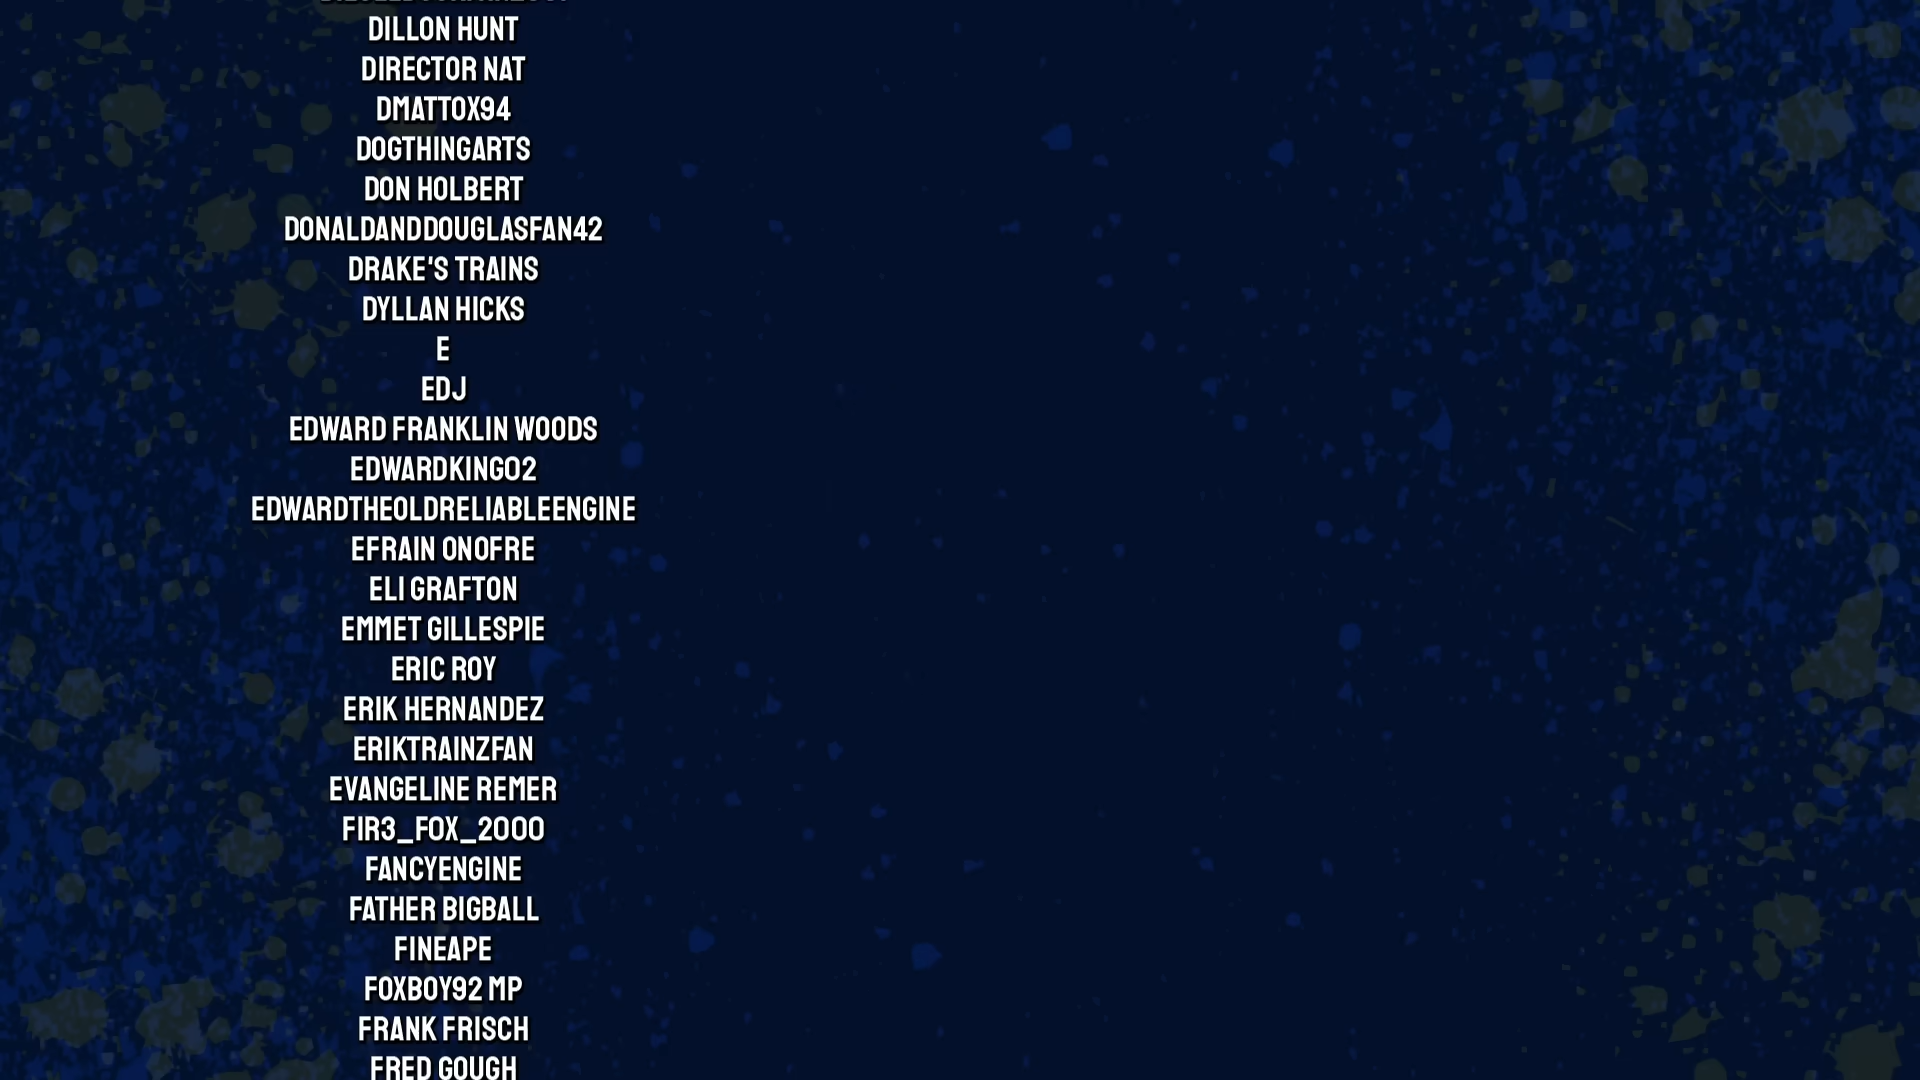 DILLON HUNT
DIRECTOR NAT
DMATTOX94
DOGTHINGARTS
DON HOLBERT
DONALDANDDOUGLASFAN42
DRAKE'S TRAINS
DYLLAN HICKS
E
EDJ
EDWARD FRANKLIN WOODS
EDWARDKING02
EDWARDTHEOLDRELIABLEENGINE
EFRAIN ONOFRE
ELI GRAFTON
EMMET GILLESPIE
ERIC ROY
ERIK HERNANDEZ
ERIKTRAINZFAN
EVANGELINE REMER
FIR3_FOX_2000
FANCYENGINE
FATHER BIGBALL
FINEAPE
FOXBOY92 MP
FRANK FRISCH
FRED GOUGH